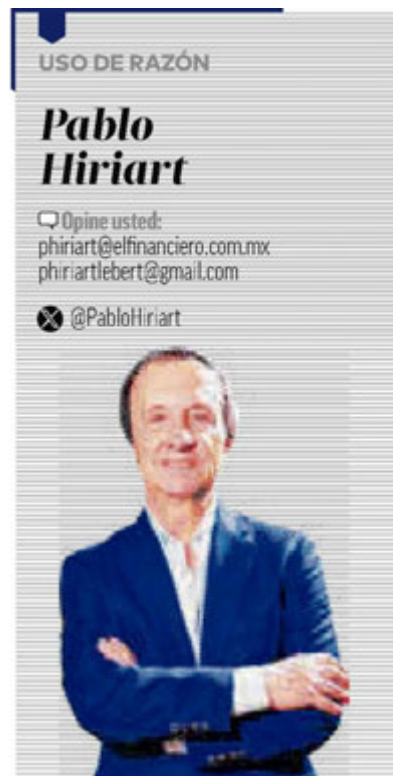 USO DE RAZÓN
Pablo
Hiriart
Opine usted:
phiriart@elfinanciero.com.mx
phiriartlebert@gmail.com
@PabloHiriart